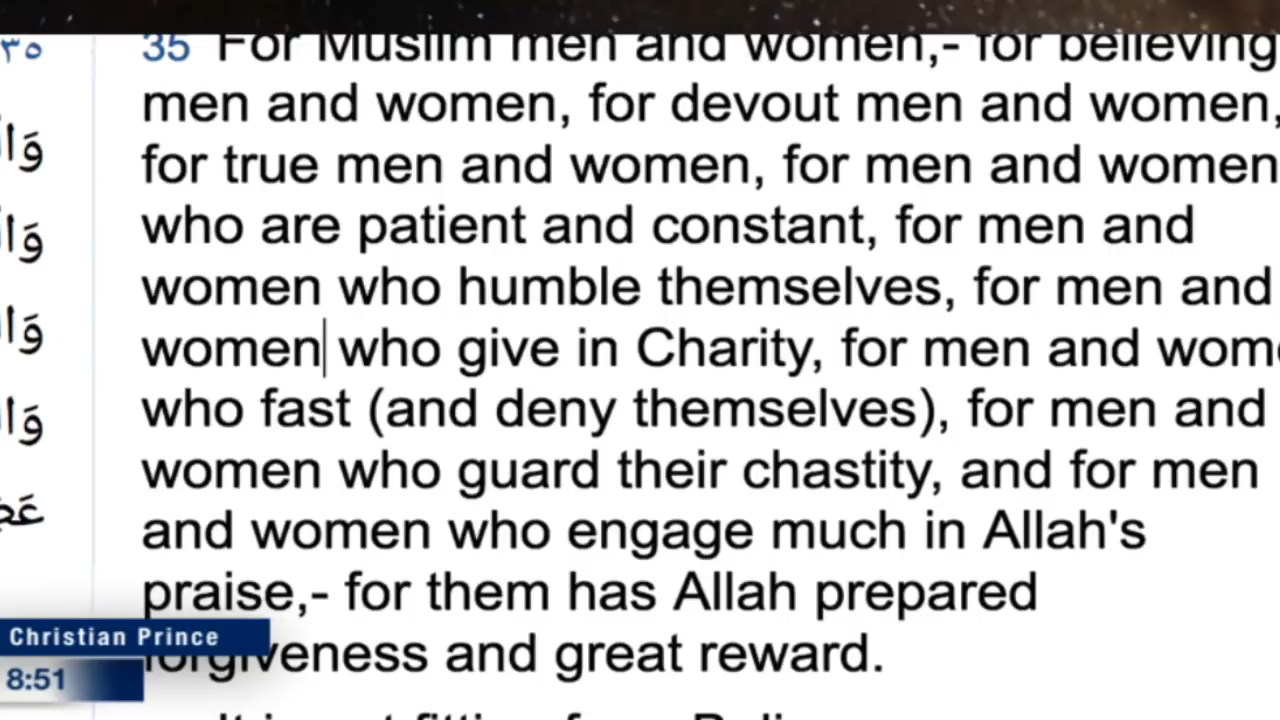 ٣٥
35 For Muslim men and women,- for believing
men and women, for devout men and women,
for true men and women, for men and women
who are patient and constant, for men and
women who humble themselves, for men and
women who give in Charity, for men and
who fast (and deny themselves), for men and
women who guard their chastity, and for men
and women who engage much in Allah's
praise,- for them has Allah prepared
forgiveness and great reward.
Christian Prince
8:51